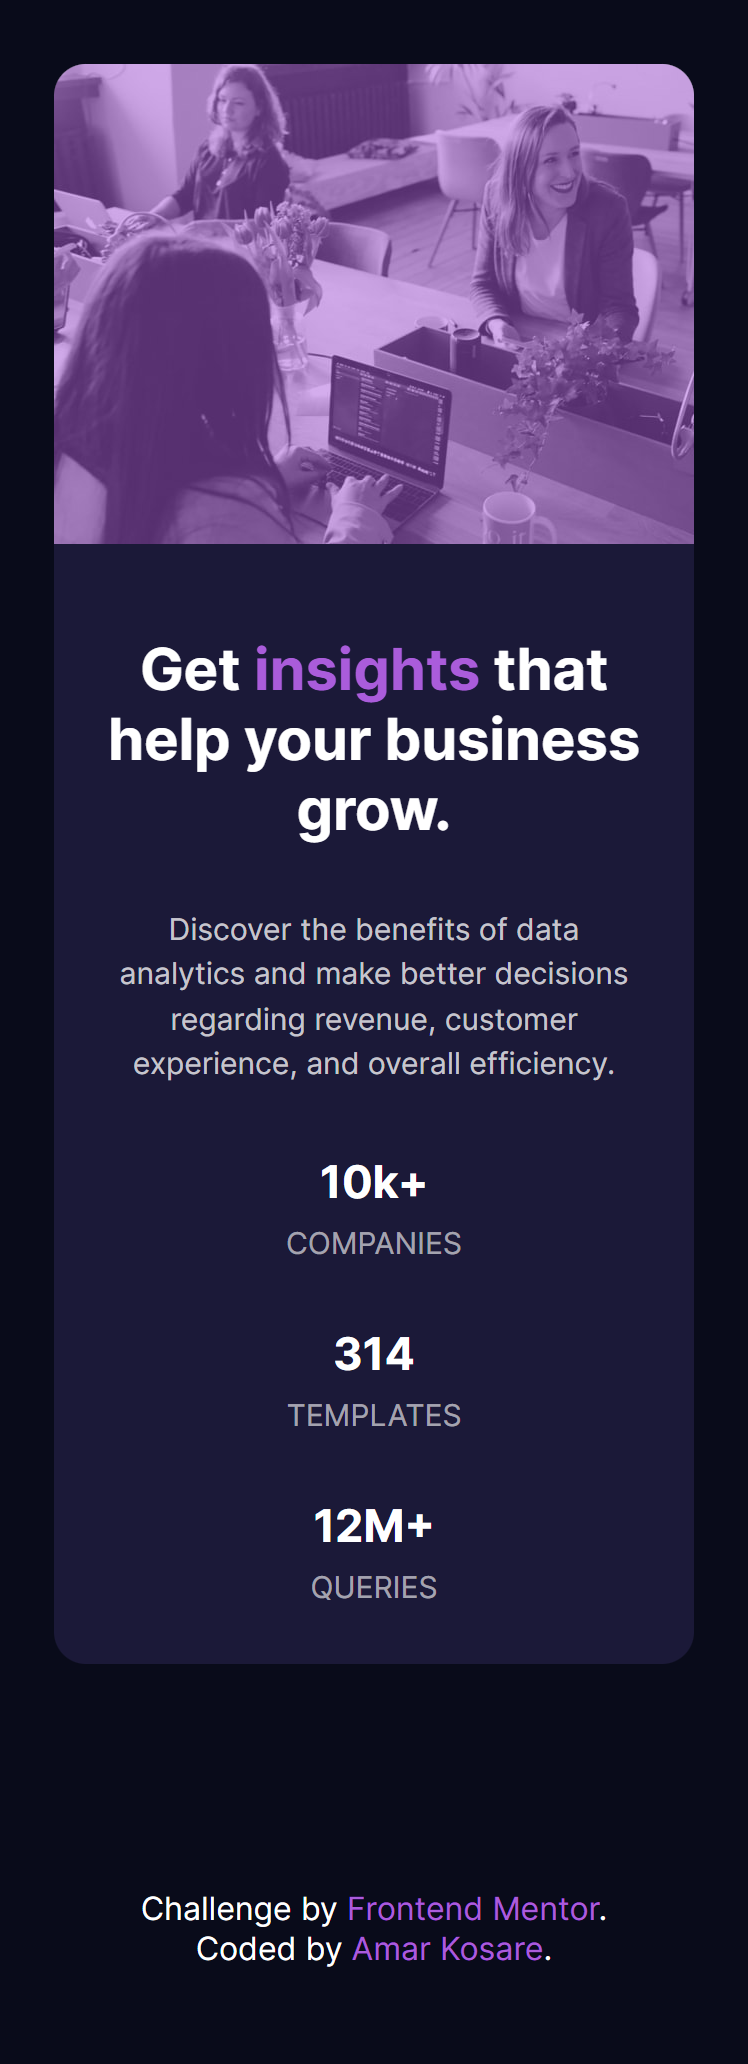 Get insights that
help your business
grow.
Discover the benefits of data
analytics and make better decisions
regarding revenue, customer
experience, and overall efficiency.
10k+
COMPANIES
314
TEMPLATES
12M+
QUERIES
Challenge by Frontend Mentor.
Coded by Amar Kosare.